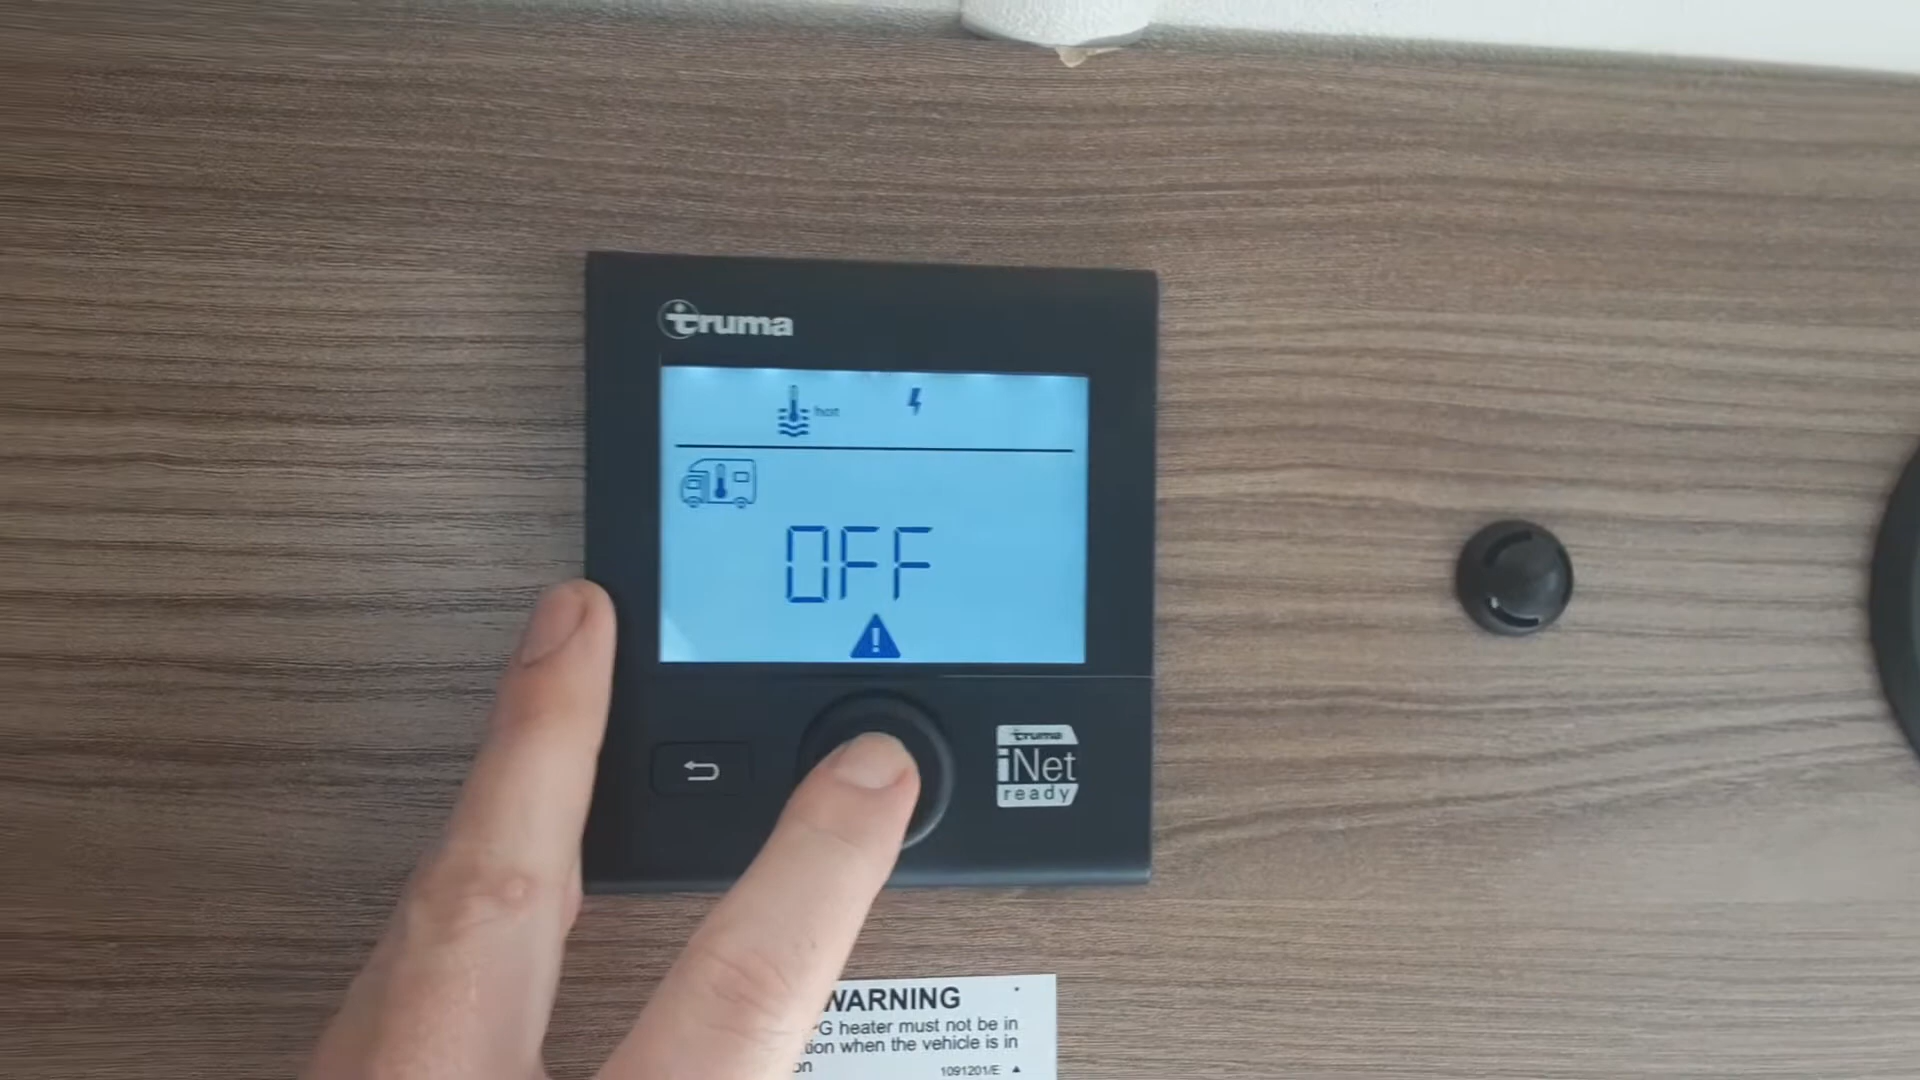 truma
hot
OFF
truma
iNet
ready
WARNING
G heater must not be in
tion when the vehicle is in
on
1091201/E